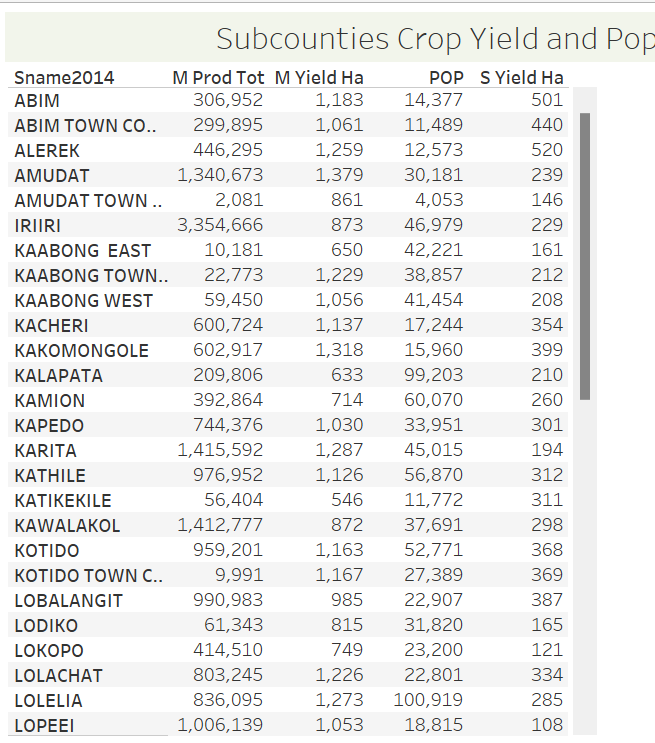 Subcounties Crop Yield and Pop
Sname2014 M Prod Tot M Yield Ha POP S Yield Ha
ABIM 306,952 1,183 14,377 501
ABIM TOWN CO.. 299,895 1,061 11,489 440
ALEREK 446,295 1,259 12,573 520
AMUDAT 1,340,673 1,379 30,181 239
AMUDAT TOWN .. 2,081 861 4,053 146
IRIIRI 3,354,666 873 46,979 229
KAABONG EAST 10,181 650 42,221 161
KAABONG TOWN.. 22,773 1,229 38,857 212
KAABONG WEST 59,450 1,056 41,454 208
KACHERI 600,724 1,137 17,244 354
KAKOMONGOLE 602,917 1,318 15,960 399
KALAPATA 209,806 633 99,203 210
KAMION 392,864 714 60,070 260
KAPEDO 744,376 1,030 33,951 301
KARITA 1,415,592 1,287 45,015 194
KATHILE 976,952 1,126 56,870 312
KATIKEKILE 56,404 546 11,772 311
KAWALAKOL 1,412,777 872 37,691 298
KOTIDO 959,201 1,163 52,771 368
KOTIDO TOWN C.. 9,991 1,167 27,389 369
LOBALANGIT 990,983 985 22,907 387
LODIKO 61,343 815 31,820 165
LOKOPO 414,510 749 23,200 121
LOLACHAT 803,245 1,226 22,801 334
LOLELIA 836,095 1,273 100,919 285
LOPEEI 1,006,139 1,053 18,815 108